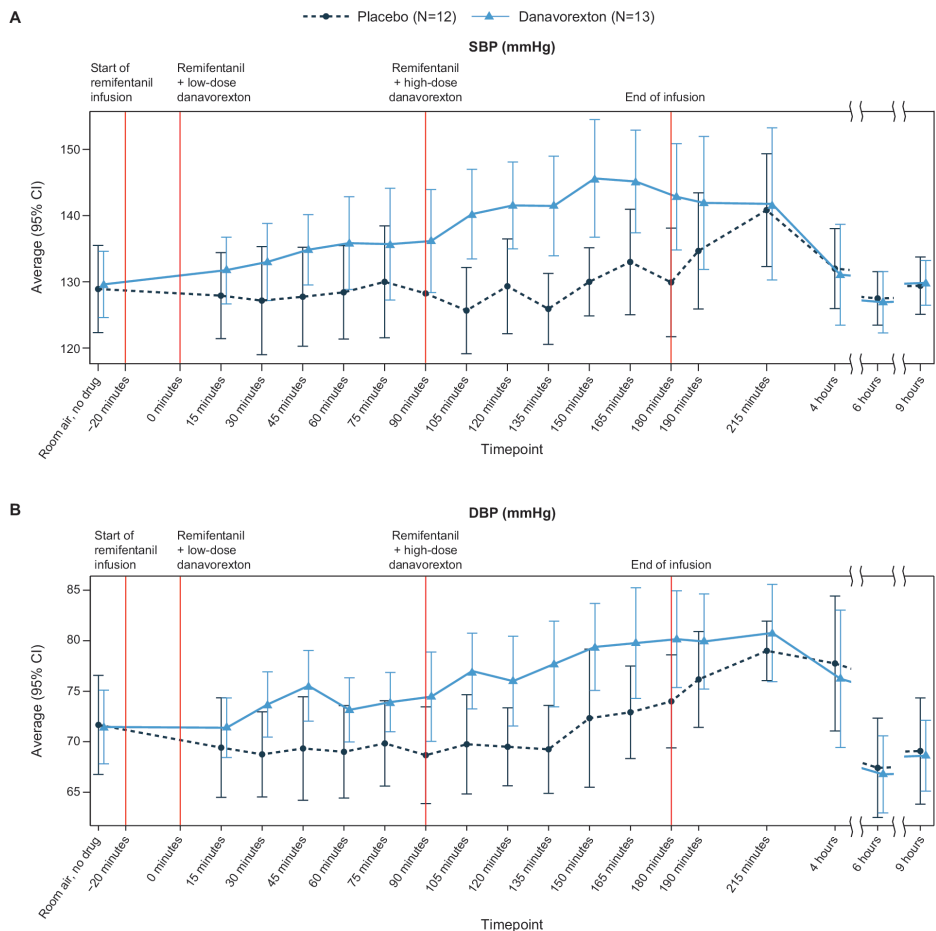 A
Placebo (N=12) Danavorexton (N=13)
SBP (mmHg)
Start of
remifentanil
infusion
Remifentanil
+ low-dose
danavorexton
Remifentanil
+ high-dose
danavorexton
End of infusion
Average (95% CI)
150
140
130
120
Room air, no drug
−20 minutes
0 minutes
15 minutes
30 minutes
45 minutes
60 minutes
75 minutes
90 minutes
105 minutes
120 minutes
135 minutes
150 minutes
165 minutes
180 minutes
190 minutes
215 minutes
4 hours
6 hours
9 hours
Timepoint
B
DBP (mmHg)
Start of
remifentanil
infusion
Remifentanil
+ low-dose
danavorexton
Remifentanil
+ high-dose
danavorexton
End of infusion
Average (95% CI)
85
80
75
70
65
Room air, no drug
−20 minutes
0 minutes
15 minutes
30 minutes
45 minutes
60 minutes
75 minutes
90 minutes
105 minutes
120 minutes
135 minutes
150 minutes
165 minutes
180 minutes
190 minutes
215 minutes
4 hours
6 hours
9 hours
Timepoint